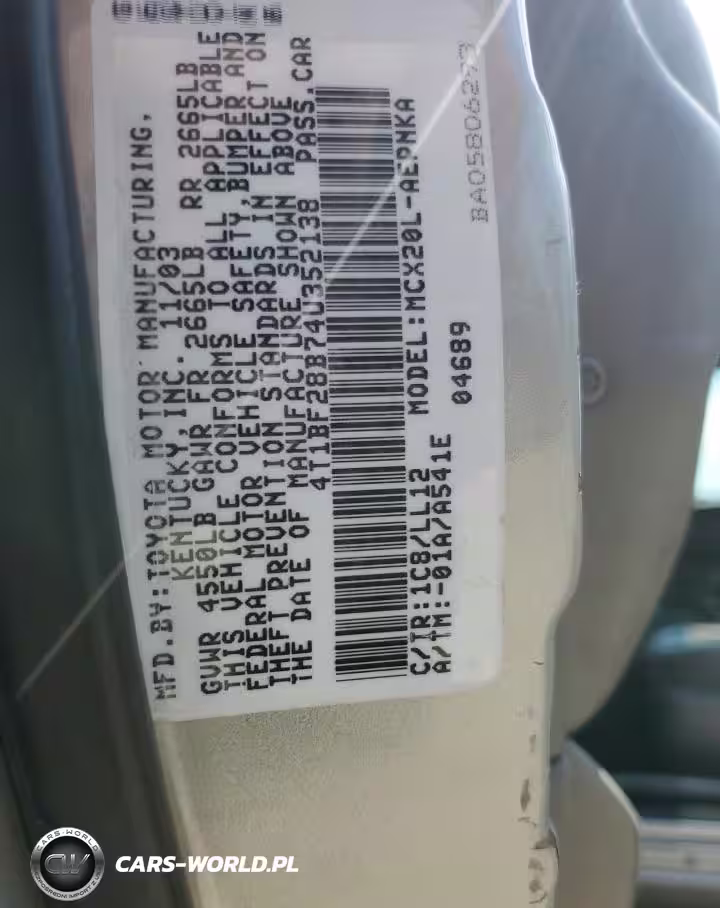 MFD.BY:TOYOTA MOTOR MANUFACTURING,
KENTUCKY,INC. 11/03
GVWR 4550LB GAWR FR 2665LB RR 2665LB
THIS VEHICLE CONFORMS TO ALL APPLICABLE
FEDERAL MOTOR VEHICLE SAFETY,BUMPER AND
THEFT PREVENTION STANDARDS IN EFFECT ON
THE DATE OF MANUFACTURE SHOWN ABOVE
4T1BF28B74U352138 PASS.CAR
C/TR:1C8/LL12 MODEL:MCX20L-AEPNKA
A/TM:-01A/A541E 04689
CARS-WORLD
CARS-WORLD.PL